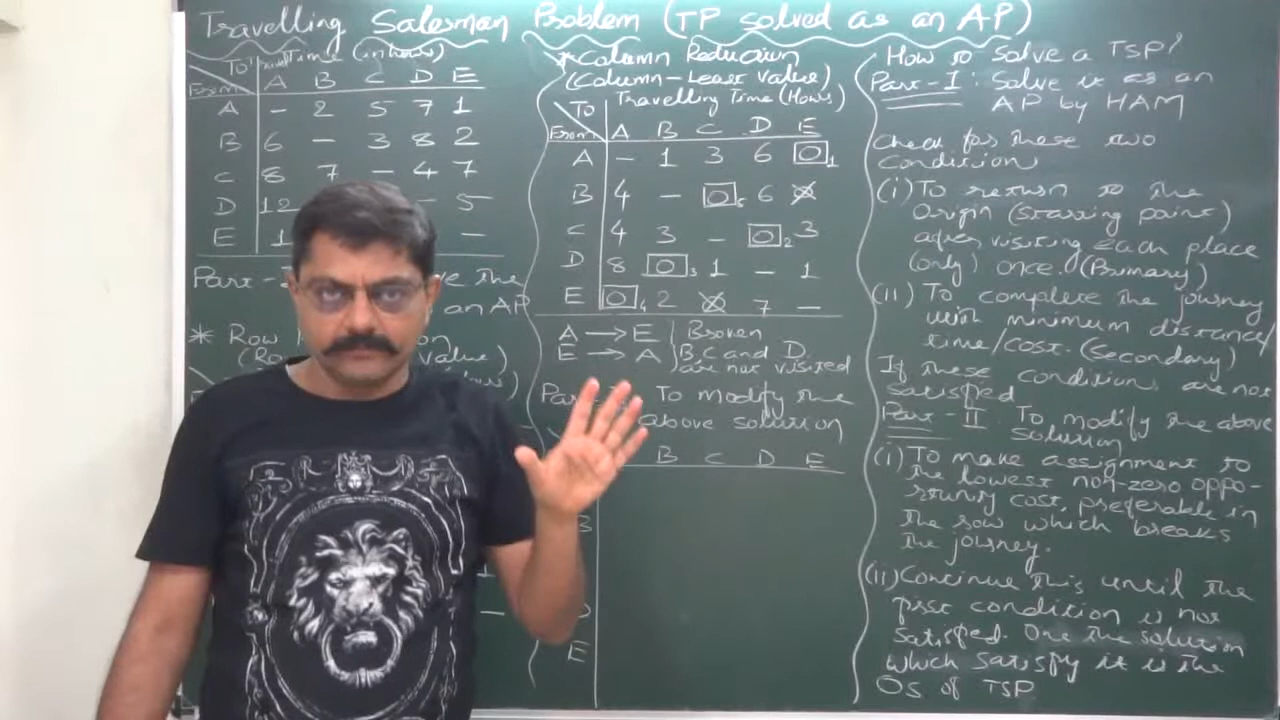 Travelling Salesman Problem (TP solved as an AP)
Time (in hours)
To
From A B C D E
A - 2 5 7 1
B 6 - 3 8 2
C 8 7 - 4 7
D 12 - 5
E 1 -
Part-
the
an AP
* Row
value)
* Column Reduction
(Column-Least Value)
To Travelling Time (Hours)
From A B C D E
A - 1 3 6 0 1
B 4 - 0 5 6 0
C 4 3 - 0 2 3
D 8 0 3 1 - 1
E 0 4 2 0 7 -
A → E Broken
E → A B, C and D
are not visited
To modify the
above solution
B C D E
B
D
E
1
-
How to Solve a TSP?
Part-I : Solve it as an
AP by HAM
Check for these two
Condition
(i) To return to the
Origin (starting point)
after visiting each place
(only) once. (Primary)
(ii) To complete the journey
with minimum distance/
time/cost. (Secondary)
If these conditions are not
satisfied
Part-II To modify the above
solution
(i) To make assignment to
the lowest non-zero oppo-
rtunity cost, preferable in
the row which breaks
the journey.
(ii) Continue this until the
first condition is not
satisfied. One the solution
which satisfy it is the
OS of TSP